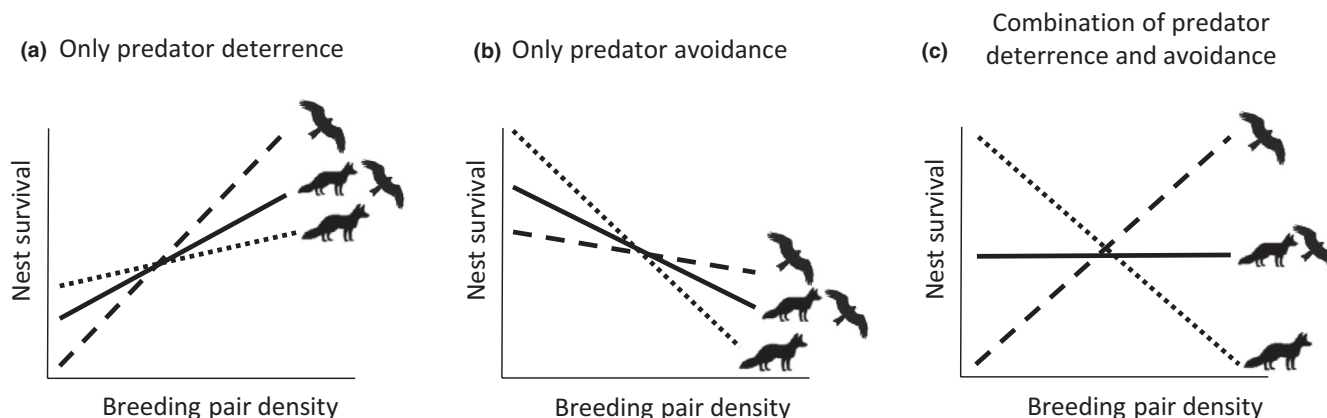 (a) Only predator deterrence
Nest survival
Breeding pair density
(b) Only predator avoidance
Nest survival
Breeding pair density
(c) Combination of predator
deterrence and avoidance
Nest survival
Breeding pair density